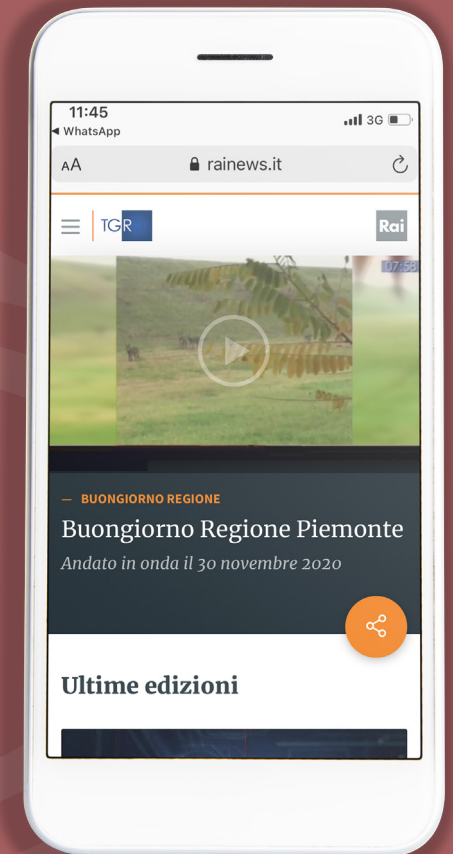 11:45
3G
◀ WhatsApp
AA
rainews.it
TGR
Rai
07:58
— BUONGIORNO REGIONE
Buongiorno Regione Piemonte
Andato in onda il 30 novembre 2020
Ultime edizioni